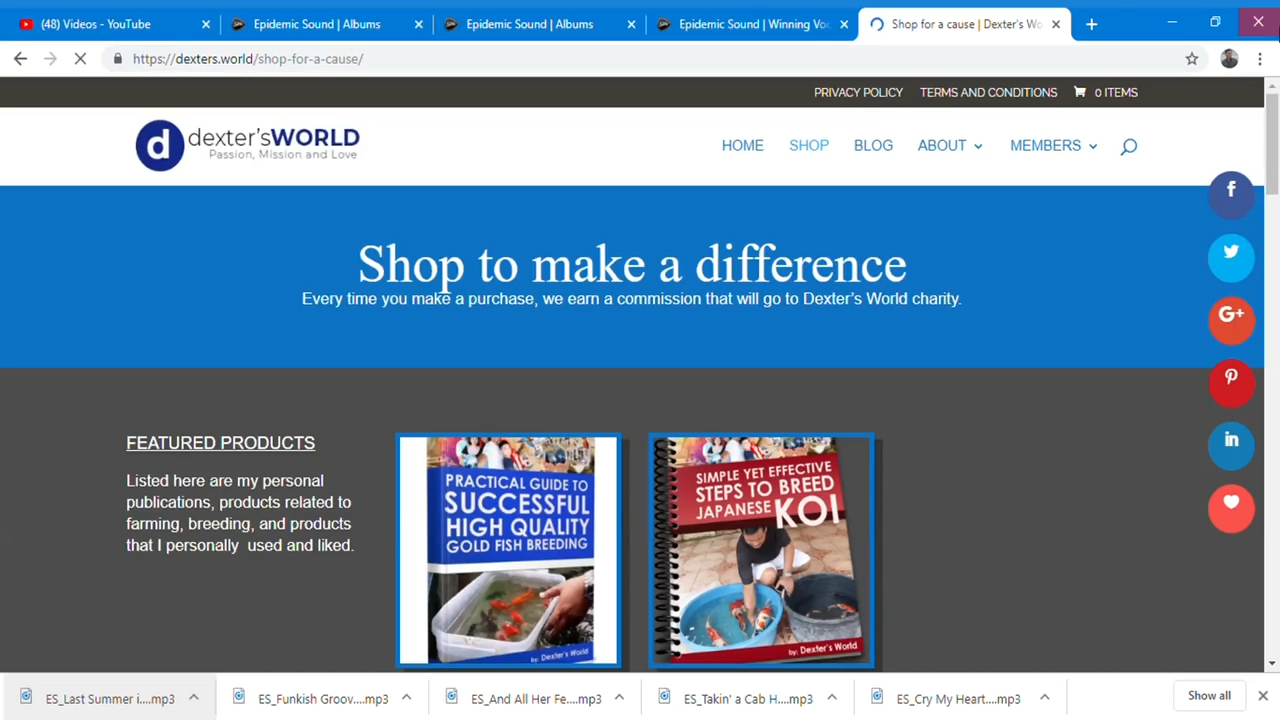 (48) Videos - YouTube
Epidemic Sound | Albums
Epidemic Sound | Albums
Epidemic Sound | Winning Vo
Shop for a cause | Dexter's Wo
https://dexters.world/shop-for-a-cause/
PRIVACY POLICY
TERMS AND CONDITIONS
0 ITEMS
d dexter'sWORLD
Passion, Mission and Love
HOME
SHOP
BLOG
ABOUT
MEMBERS
f
G+
in
Shop to make a difference
Every time you make a purchase, we earn a commission that will go to Dexter's World charity.
FEATURED PRODUCTS
Listed here are my personal
publications, products related to
farming, breeding, and products
that I personally used and liked.
PRACTICAL GUIDE TO
SUCCESSFUL
HIGH QUALITY
GOLD FISH BREEDING
by: Dexter's World
SIMPLE YET EFFECTIVE
STEPS TO BREED
JAPANESE KOI
by: Dexter's World
ES_Last Summer i....mp3
ES_Funkish Groov....mp3
ES_And All Her Fe....mp3
ES_Takin' a Cab H....mp3
ES_Cry My Heart....mp3
Show all